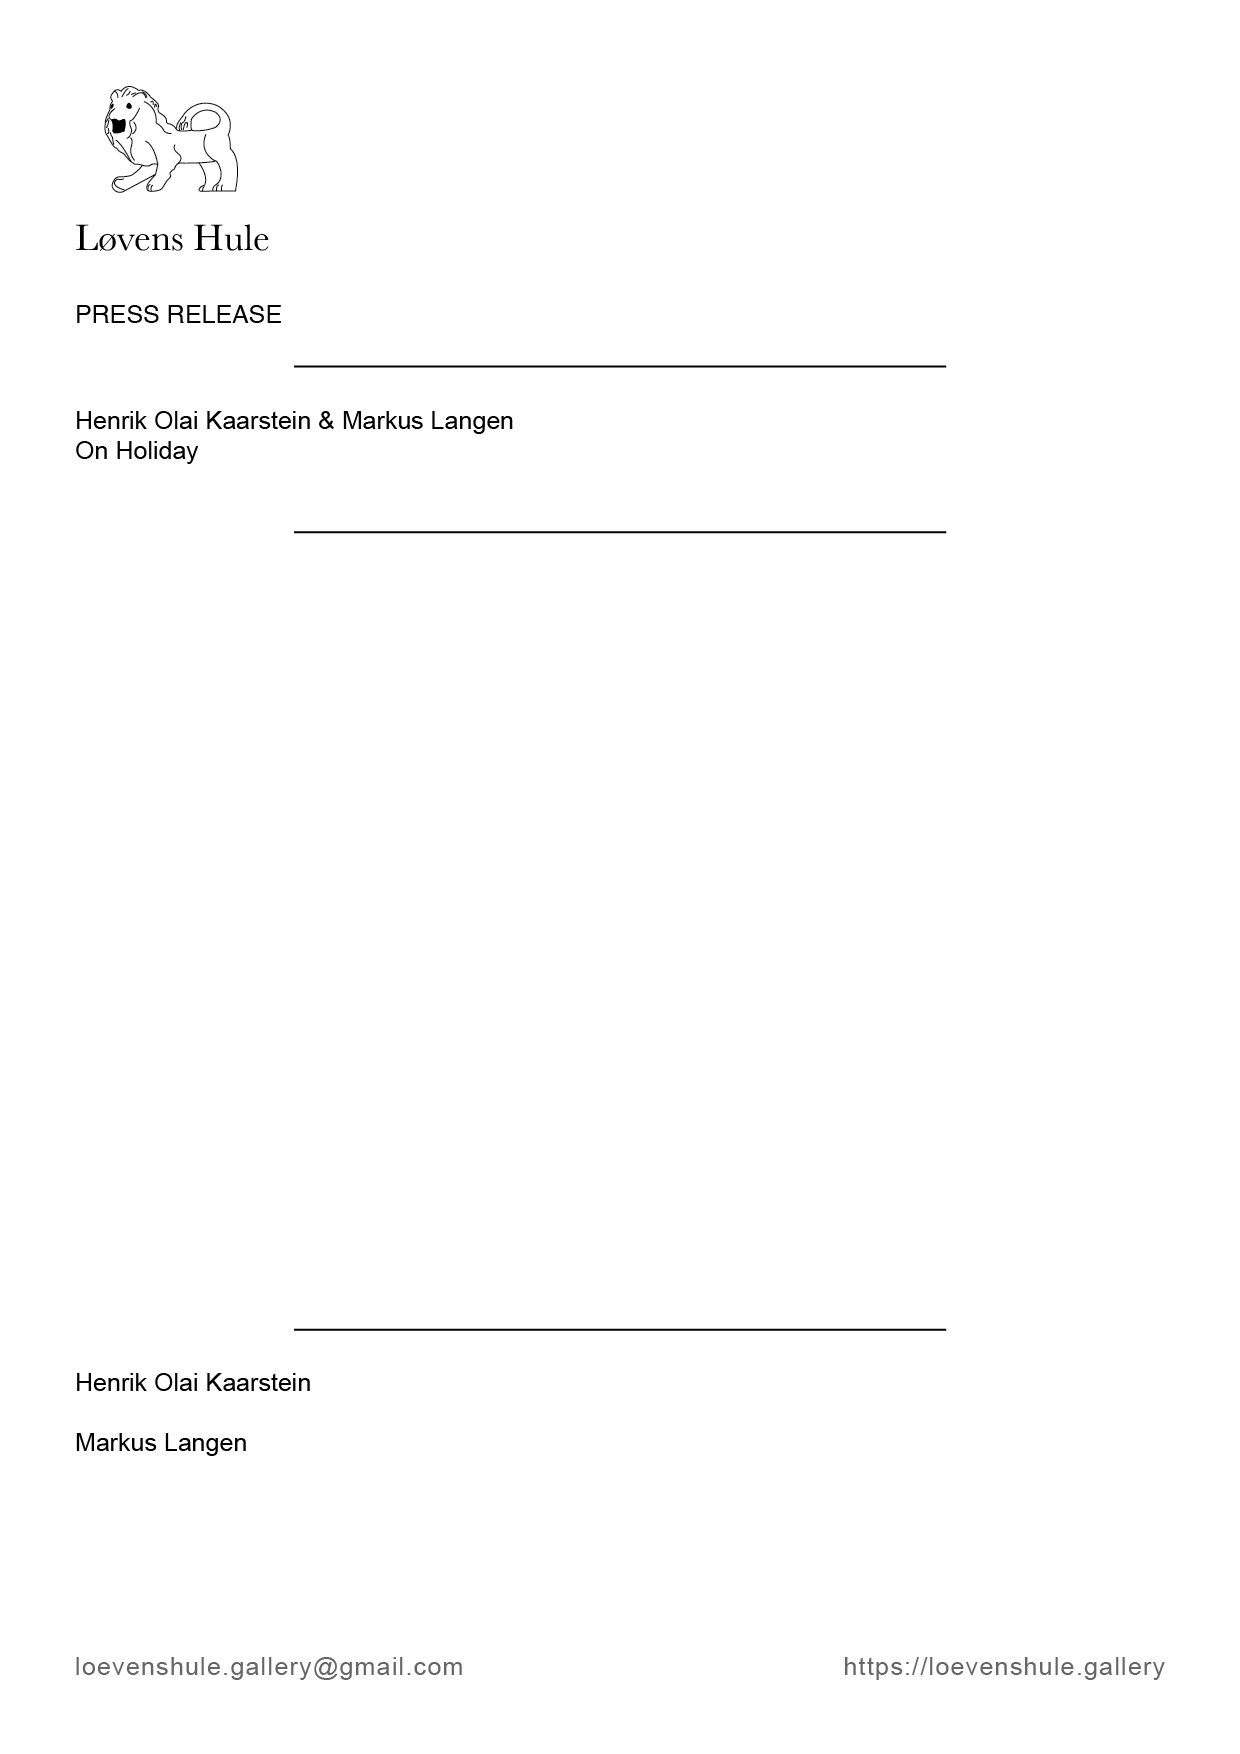 Løvens Hule
PRESS RELEASE
Henrik Olai Kaarstein & Markus Langen
On Holiday
Henrik Olai Kaarstein
Markus Langen
loevenshule.gallery@gmail.com
https://loevenshule.gallery